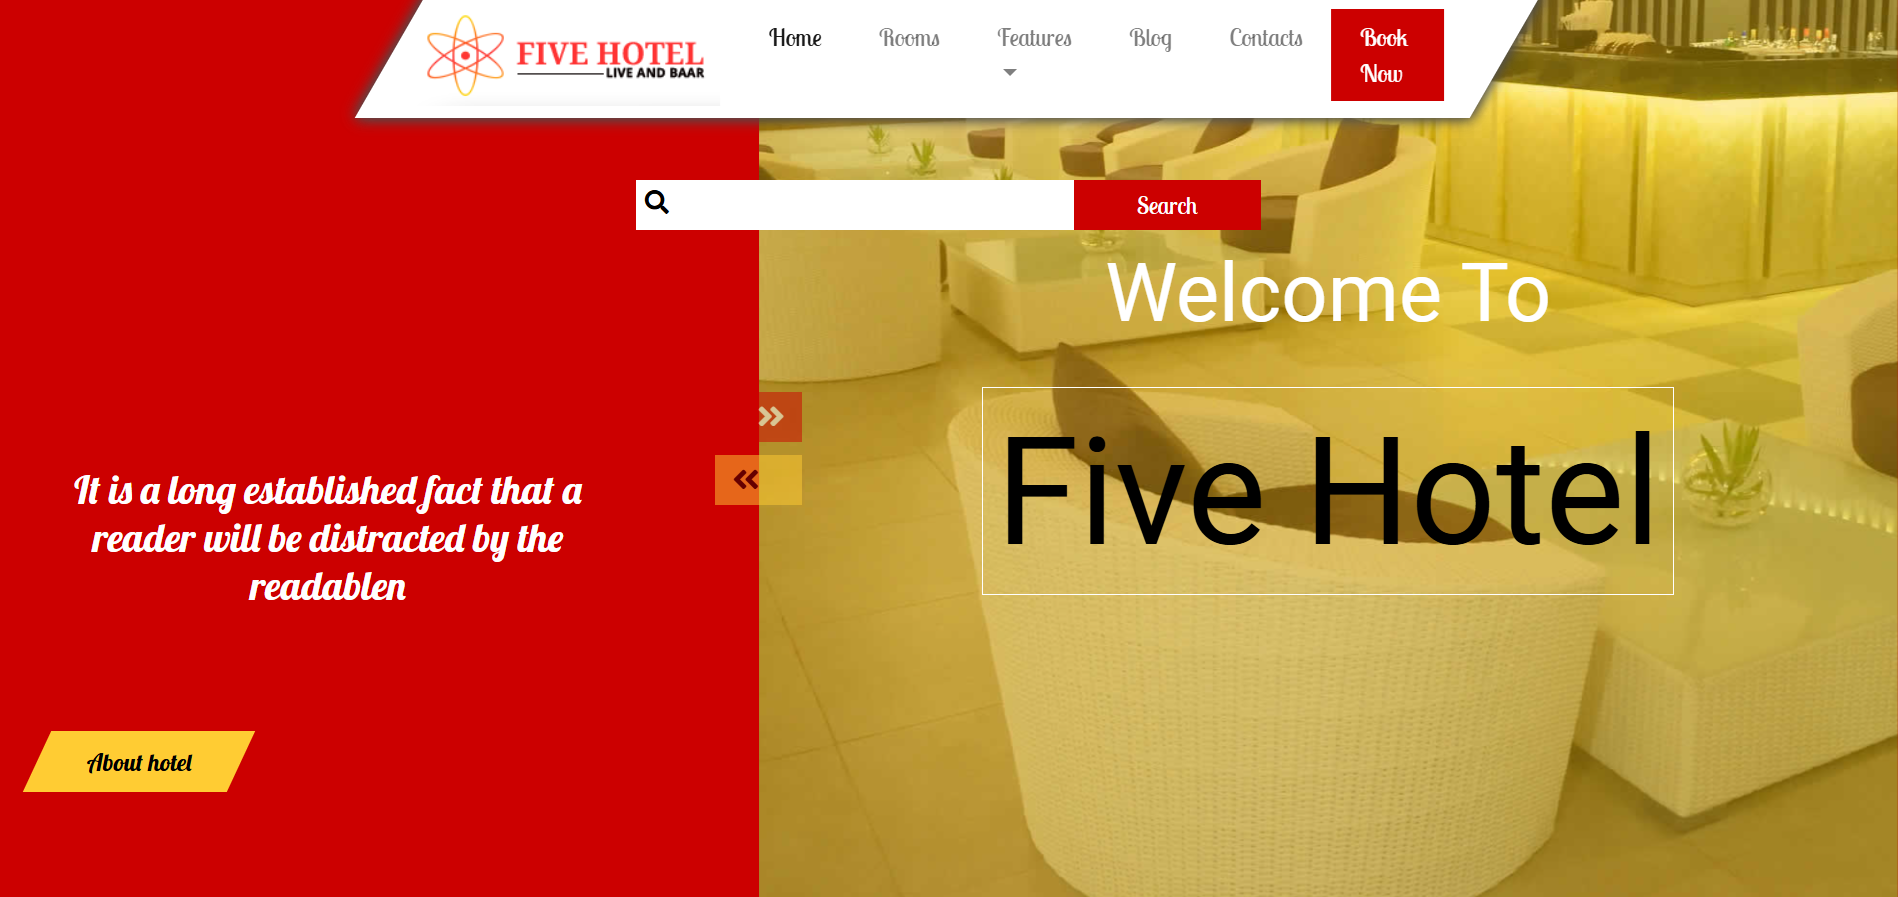 FIVE HOTEL
LIVE AND BAAR
Home
Rooms
Features
Blog
Contacts
Book
Now
Search
Welcome To
Five Hotel
It is a long established fact that a
reader will be distracted by the
readablen
About hotel